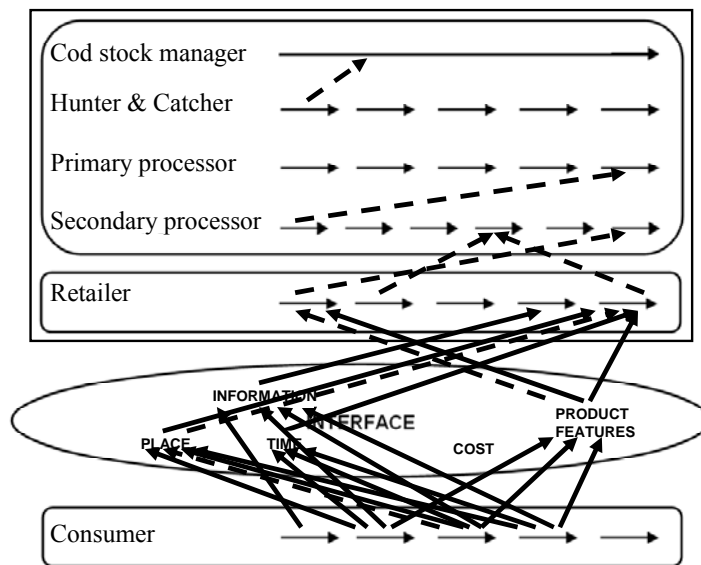 Cod stock manager
Hunter & Catcher
Primary processor
Secondary processor
Retailer
INFORMATION
INTERFACE
PRODUCT
FEATURES
PLACE
TIME
COST
Consumer